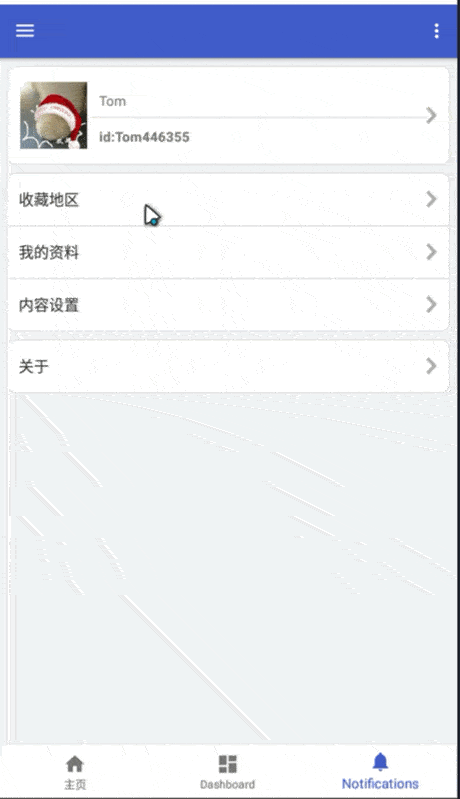 Tom
id:Tom446355
收藏地区
我的资料
内容设置
关于
主页
Dashboard
Notifications